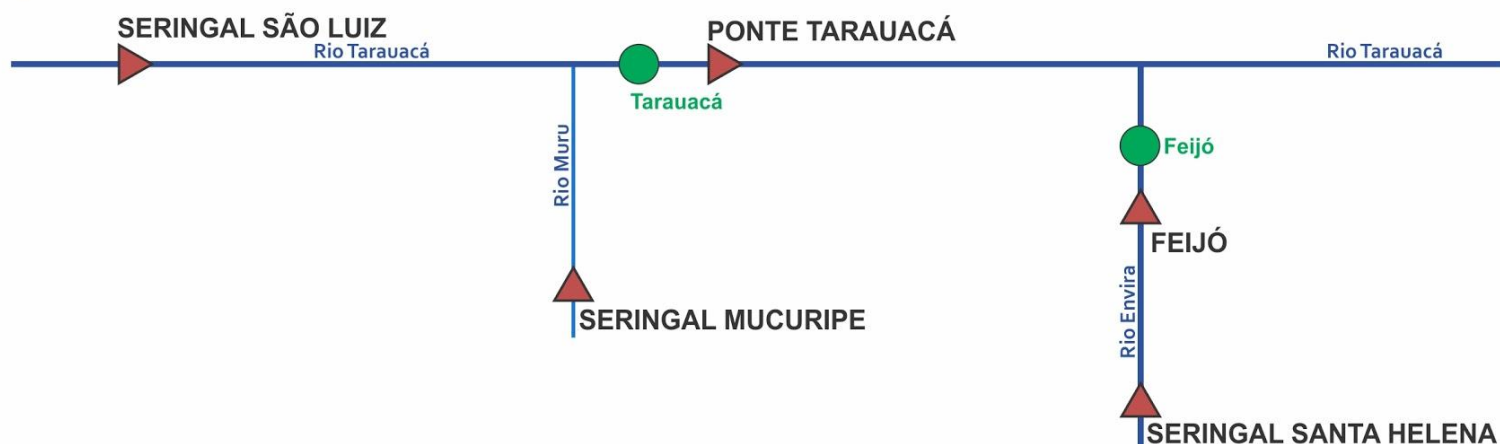 SERINGAL SÃO LUIZ
Rio Tarauacá
PONTE TARAUACÁ
Rio Tarauacá
Tarauacá
Rio Muru
Feijó
FEIJÓ
Rio Envira
SERINGAL MUCURIPE
SERINGAL SANTA HELENA